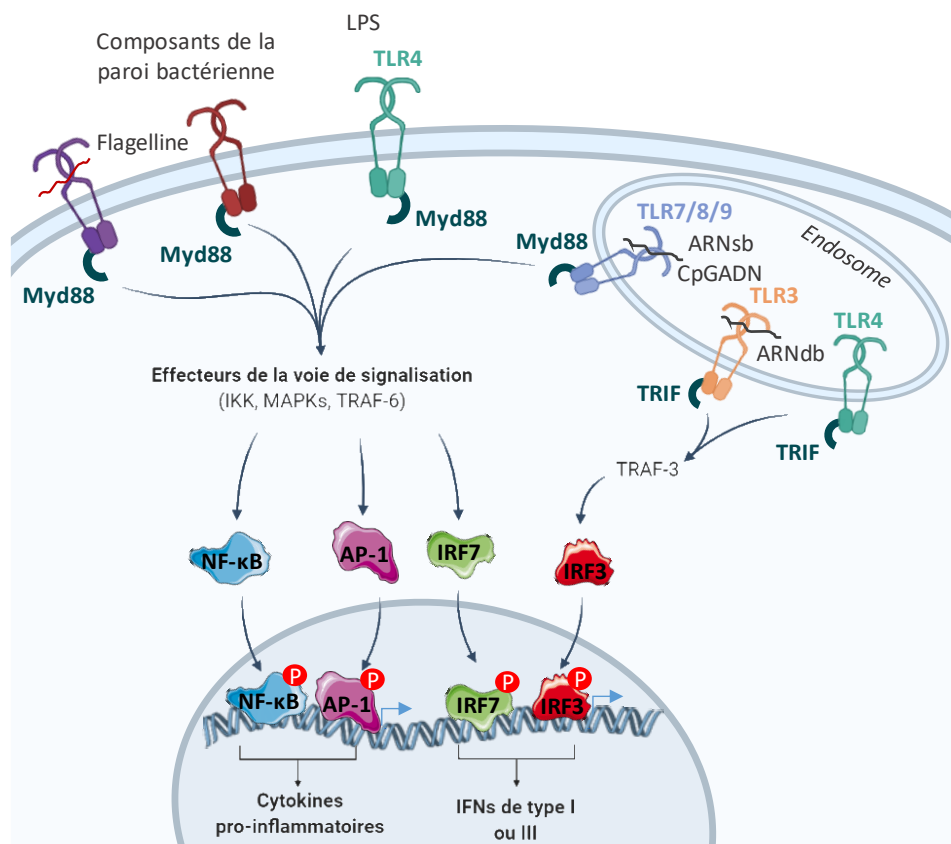 LPS
Composants de la
paroi bactérienne
TLR4
Flagelline
Myd88
Myd88
Myd88
Myd88
TLR7/8/9
ARNsb
CpGADN
Endosome
TLR3
ARNdb
TLR4
TRIF
TRIF
Effecteurs de la voie de signalisation
(IKK, MAPKs, TRAF-6)
TRAF-3
NF-κB
AP-1
IRF7
IRF3
P
P
P
P
NF-κB
AP-1
IRF7
IRF3
Cytokines
pro-inflammatoires
IFNs de type I
ou III